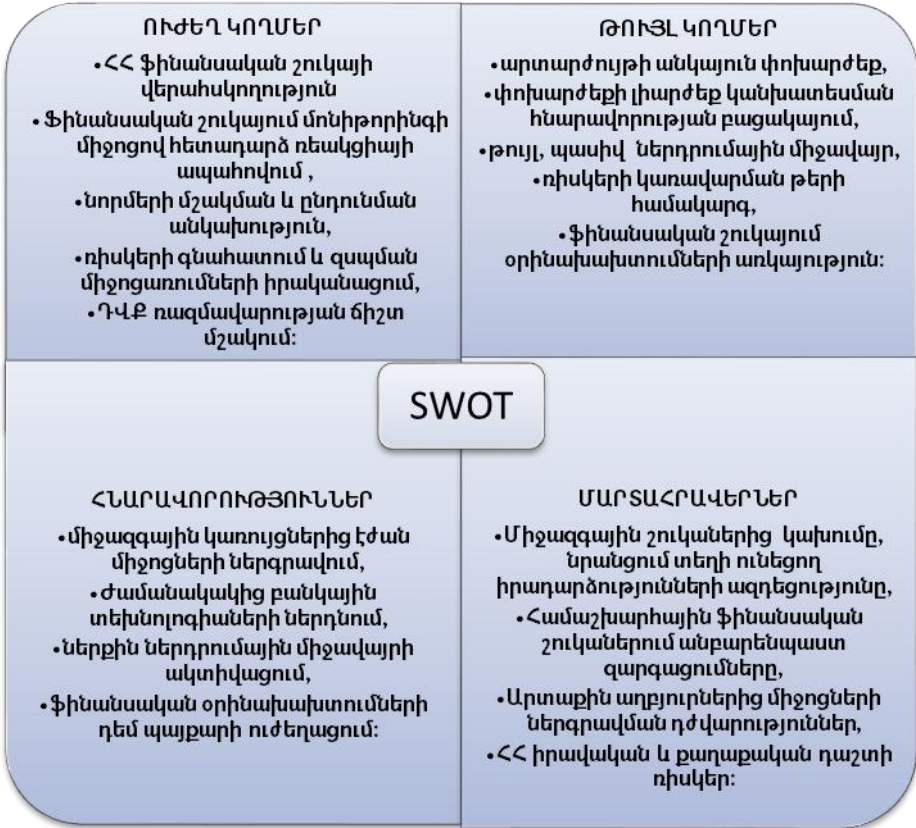 ՈՒԺԵՂ ԿՈՂՄԵՐ
•ՀՀ ֆինանսական շուկայի
վերահսկողություն
•Ֆինանսական շուկայում մոնիթորինգի
միջոցով հետադարձ ռեակցիայի
ապահովում ,
•նորմերի մշակման և ընդունման
անկախություն,
•ռիսկերի գնահատում և զսպման
միջոցառումների իրականացում,
•ԴՎՔ ռազմավարության ճիշտ
մշակում:
ԹՈՒՅԼ ԿՈՂՄԵՐ
•արտարժույթի անկայուն փոխարժեք,
•փոխարժեքի լիարժեք կանխատեսման
հնարավորության բացակայում,
•թույլ, պասիվ ներդրումային միջավայր,
•ռիսկերի կառավարման թերի
համակարգ,
•ֆինանսական շուկայում
օրինախախտումների առկայություն:
SWOT
ՀՆԱՐԱՎՈՐՈՒԹՅՈՒՆՆԵՐ
•միջազգային կառույցներից էժան
միջոցների ներգրավում,
•ժամանակակից բանկային
տեխնոլոգիաների ներդնում,
•ներքին ներդրումային միջավայրի
ակտիվացում,
•ֆինանսական օրինախախտումների
դեմ պայքարի ուժեղացում:
ՄԱՐՏԱՀՐԱՎԵՐՆԵՐ
•Միջազգային շուկաներից կախումը,
նրանցում տեղի ունեցող
իրադարձությունների ազդեցությունը,
•Համաշխարհային ֆինանսական
շուկաներում անբարենպաստ
զարգացումները,
•Արտաքին աղբյուրներից միջոցների
ներգրավման դժվարություններ,
•ՀՀ իրավական և քաղաքական դաշտի
ռիսկեր: